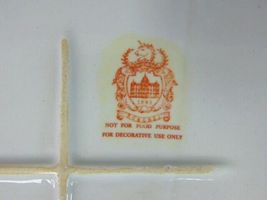 NOT FOR FOOD PURPOSE
FOR DECORATIVE USE ONLY